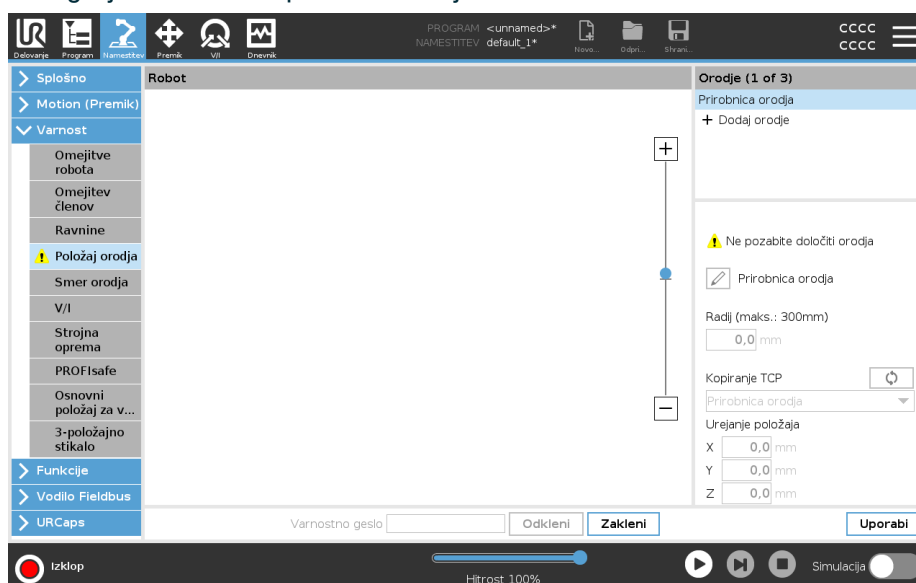 PROGRAM <unnamed>*
NAMESTITEV default_1*
CCCC
CCCC
Delovanje Program Namestitev Premik V/I Dnevnik Novo... Odpri... Shrani...
Splošno
Motion (Premik)
Varnost
Omejitve
robota
Omejitev
členov
Ravnine
Položaj orodja
Smer orodja
V/I
Strojna
oprema
PROFIsafe
Osnovni
položaj za v...
3-položajno
stikalo
Funkcije
Vodilo Fieldbus
URCaps
Robot
Orodje (1 of 3)
Prirobnica orodja
+ Dodaj orodje
Ne pozabite določiti orodja
Prirobnica orodja
Radij (maks.: 300mm)
0,0 mm
Kopiranje TCP
Prirobnica orodja
Urejanje položaja
X 0,0 mm
Y 0,0 mm
Z 0,0 mm
Varnostno geslo Odkleni Zakleni Uporabi
Izklop
Hitrost 100%
Simulacija